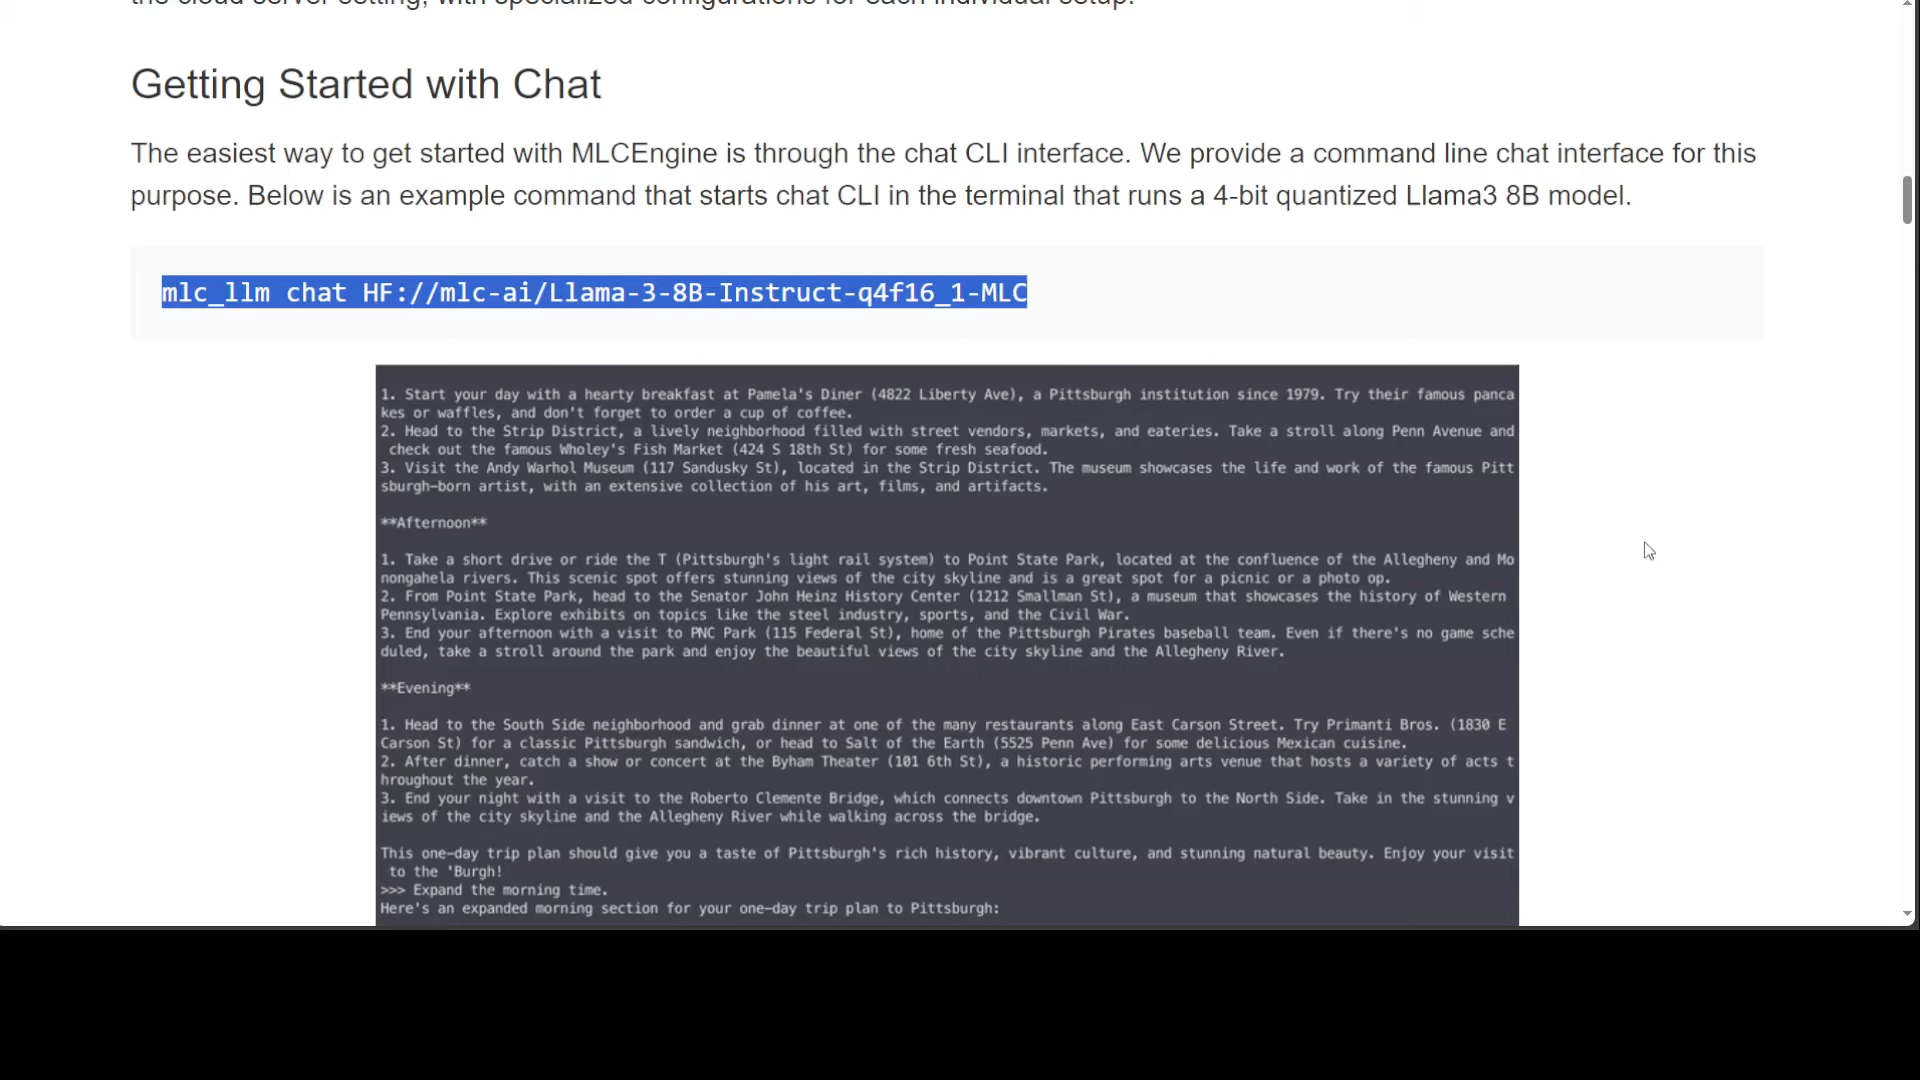 the cloud server setting, with specialized configurations for each individual setup.
Getting Started with Chat
The easiest way to get started with MLCEngine is through the chat CLI interface. We provide a command line chat interface for this
purpose. Below is an example command that starts chat CLI in the terminal that runs a 4-bit quantized Llama3 8B model.
mlc_llm chat HF://mlc-ai/Llama-3-8B-Instruct-q4f16_1-MLC
1. Start your day with a hearty breakfast at Pamela's Diner (4822 Liberty Ave), a Pittsburgh institution since 1979. Try their famous panca
kes or waffles, and don't forget to order a cup of coffee.
2. Head to the Strip District, a lively neighborhood filled with street vendors, markets, and eateries. Take a stroll along Penn Avenue and
check out the famous Wholey's Fish Market (424 S 18th St) for some fresh seafood.
3. Visit the Andy Warhol Museum (117 Sandusky St), located in the Strip District. The museum showcases the life and work of the famous Pitt
sburgh-born artist, with an extensive collection of his art, films, and artifacts.
**Afternoon**
1. Take a short drive or ride the T (Pittsburgh's light rail system) to Point State Park, located at the confluence of the Allegheny and Mo
nongahela rivers. This scenic spot offers stunning views of the city skyline and is a great spot for a picnic or a photo op.
2. From Point State Park, head to the Senator John Heinz History Center (1212 Smallman St), a museum that showcases the history of Western
Pennsylvania. Explore exhibits on topics like the steel industry, sports, and the Civil War.
3. End your afternoon with a visit to PNC Park (115 Federal St), home of the Pittsburgh Pirates baseball team. Even if there's no game sche
duled, take a stroll around the park and enjoy the beautiful views of the city skyline and the Allegheny River.
**Evening**
1. Head to the South Side neighborhood and grab dinner at one of the many restaurants along East Carson Street. Try Primanti Bros. (1830 E
Carson St) for a classic Pittsburgh sandwich, or head to Salt of the Earth (5525 Penn Ave) for some delicious Mexican cuisine.
2. After dinner, catch a show or concert at the Byham Theater (101 6th St), a historic performing arts venue that hosts a variety of acts t
hroughout the year.
3. End your night with a visit to the Roberto Clemente Bridge, which connects downtown Pittsburgh to the North Side. Take in the stunning v
iews of the city skyline and the Allegheny River while walking across the bridge.
This one-day trip plan should give you a taste of Pittsburgh's rich history, vibrant culture, and stunning natural beauty. Enjoy your visit
to the 'Burgh!
>>> Expand the morning time.
Here's an expanded morning section for your one-day trip plan to Pittsburgh: